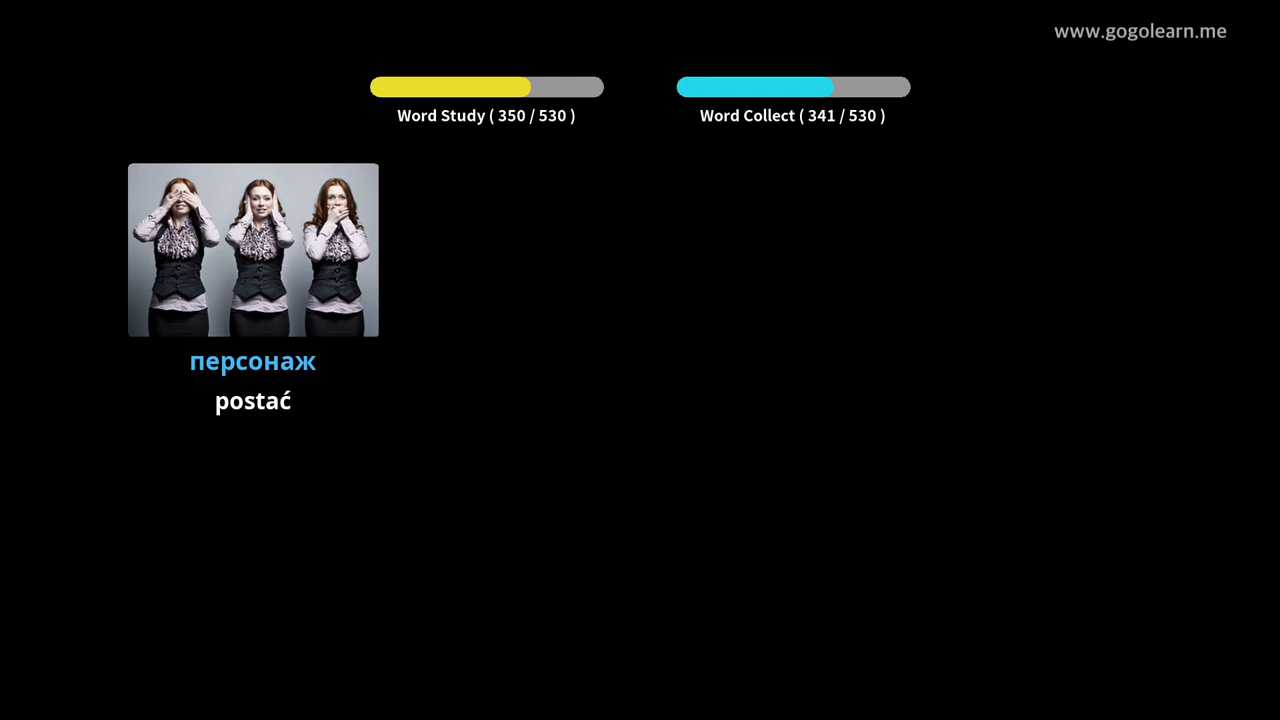 www.gogolearn.me
Word Study ( 350 / 530 )
Word Collect ( 341 / 530 )
персонаж
postać